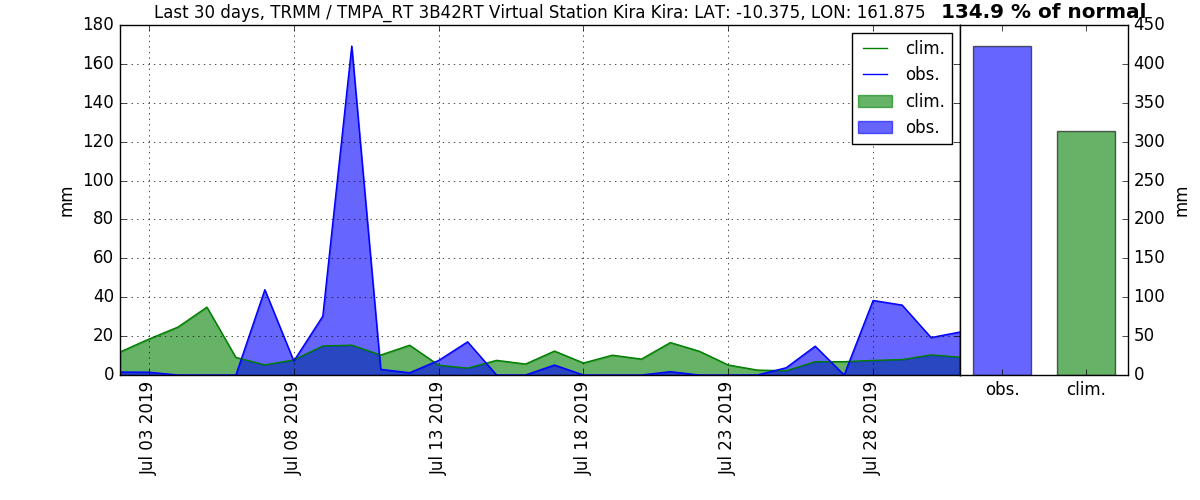 Last 30 days, TRMM / TMPA_RT 3B42RT Virtual Station Kira Kira: LAT: -10.375, LON: 161.875 134.9 % of normal
180
160
140
120
100
80
60
40
20
0
mm
clim.
obs.
clim.
obs.
Jul 03 2019
Jul 08 2019
Jul 13 2019
Jul 18 2019
Jul 23 2019
Jul 28 2019
450
400
350
300
250
200
150
100
50
0
mm
obs. clim.